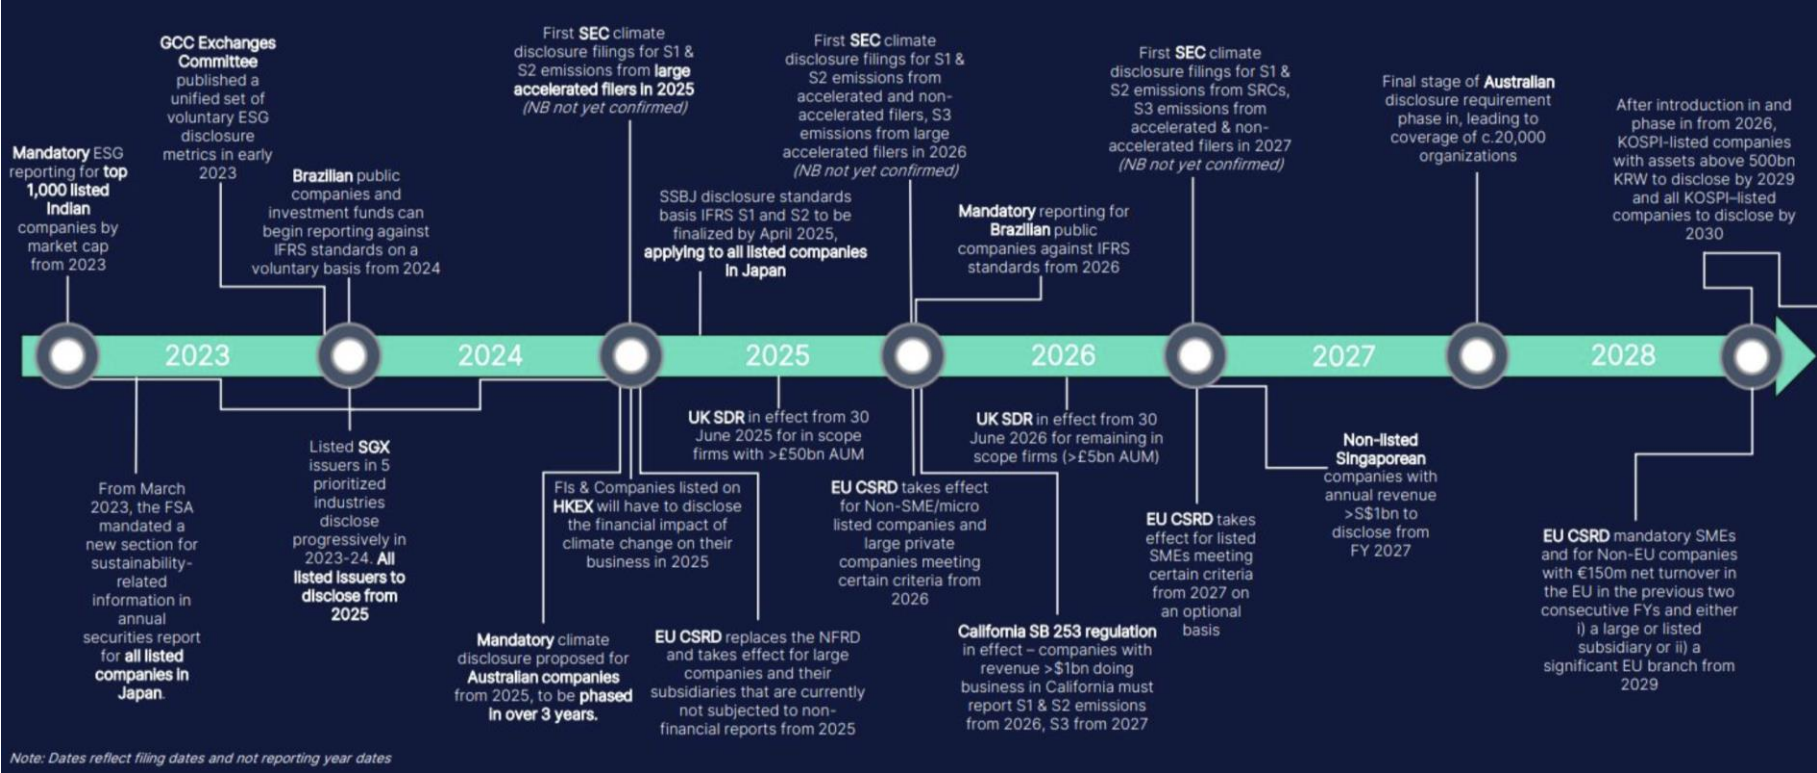 Mandatory ESG
reporting for top
1,000 listed
Indian
companies by
market cap
from 2023
GCC Exchanges
Committee
published a
unified set of
voluntary ESG
disclosure
metrics in early
2023
Brazilian public
companies and
investment funds can
begin reporting against
IFRS standards on a
voluntary basis from 2024
First SEC climate
disclosure filings for S1 &
S2 emissions from large
accelerated filers in 2025
(NB not yet confirmed)
SSBJ disclosure standards
basis IFRS S1 and S2 to be
finalized by April 2025,
applying to all listed companies
in Japan
First SEC climate
disclosure filings for S1 &
S2 emissions from
accelerated and non-
accelerated filers, S3
emissions from large
accelerated filers in 2026
(NB not yet confirmed)
Mandatory reporting for
Brazilian public
companies against IFRS
standards from 2026
First SEC climate
disclosure filings for S1 &
S2 emissions from SRCs,
S3 emissions from
accelerated & non-
accelerated filers in 2027
(NB not yet confirmed)
Final stage of Australian
disclosure requirement
phase in, leading to
coverage of c.20,000
organizations
After introduction in and
phase in from 2026,
KOSPI-listed companies
with assets above 500bn
KRW to disclose by 2029
and all KOSPI–listed
companies to disclose by
2030
2023
2024
2025
2026
2027
2028
From March
2023, the FSA
mandated a
new section for
sustainability-
related
information in
annual
securities report
for all listed
companies in
Japan.
Listed SGX
issuers in 5
prioritized
industries
disclose
progressively in
2023-24. All
listed issuers to
disclose from
2025
Mandatory climate
disclosure proposed for
Australian companies
from 2025, to be phased
in over 3 years.
FIs & Companies listed on
HKEX will have to disclose
the financial impact of
climate change on their
business in 2025
EU CSRD replaces the NFRD
and takes effect for large
companies and their
subsidiaries that are currently
not subjected to non-
financial reports from 2025
UK SDR in effect from 30
June 2025 for in scope
firms with >£50bn AUM
EU CSRD takes effect
for Non-SME/micro
listed companies and
large private
companies meeting
certain criteria from
2026
UK SDR in effect from 30
June 2026 for remaining in
scope firms (>£5bn AUM)
California SB 253 regulation
in effect – companies with
revenue >$1bn doing
business in California must
report S1 & S2 emissions
from 2026, S3 from 2027
EU CSRD takes
effect for listed
SMEs meeting
certain criteria
from 2027 on
an optional
basis
Non-listed
Singaporean
companies with
annual revenue
>S$1bn to
disclose from
FY 2027
EU CSRD mandatory SMEs
and for Non-EU companies
with €150m net turnover in
the EU in the previous two
consecutive FYs and either
i) a large or listed
subsidiary or ii) a
significant EU branch from
2029
Note: Dates reflect filing dates and not reporting year dates